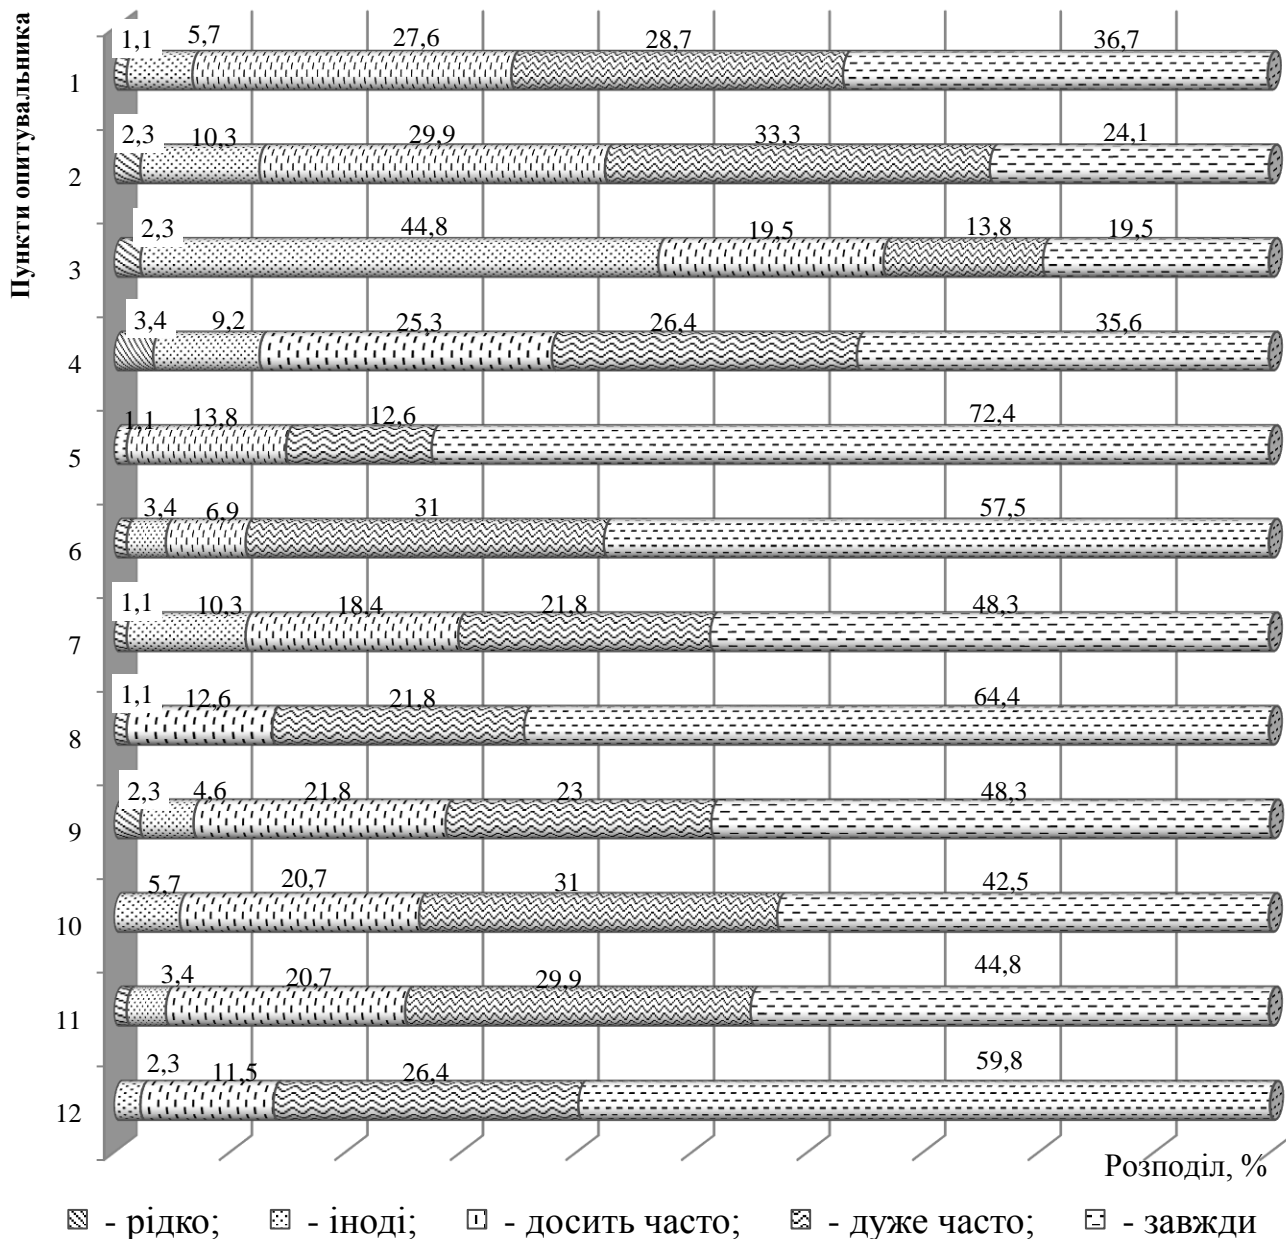 Пункти опитувальника
1,1 5,7 27,6 28,7 36,7
1
2,3 10,3 29,9 33,3 24,1
2
2,3 44,8 19,5 13,8 19,5
3
3,4 9,2 25,3 26,4 35,6
4
1,1 13,8 12,6 72,4
5
3,4 6,9 31 57,5
6
1,1 10,3 18,4 21,8 48,3
7
1,1 12,6 21,8 64,4
8
2,3 4,6 21,8 23 48,3
9
5,7 20,7 31 42,5
10
3,4 20,7 29,9 44,8
11
2,3 11,5 26,4 59,8
12
Розподіл, %
- рідко; - іноді; - досить часто; - дуже часто; - завжди